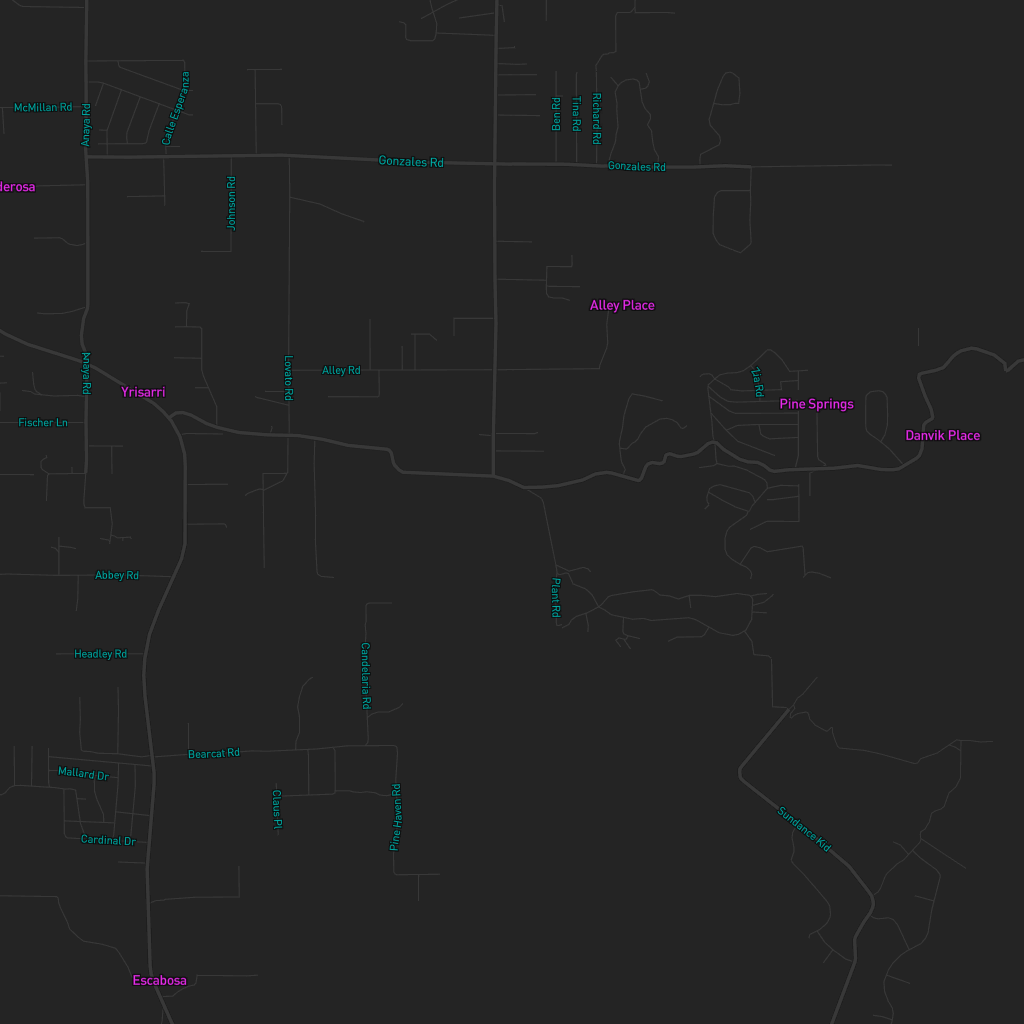 McMillan Rd
Anaya Rd
Calle Esperanza
Ben Rd
Tina Rd
Richard Rd
Gonzales Rd
Gonzales Rd
derosa
Johnson Rd
Alley Place
Anaya Rd
Lovato Rd
Alley Rd
Zia Rd
Yrisarri
Pine Springs
Fischer Ln
Danvik Place
Abbey Rd
Plant Rd
Headley Rd
Candelaria Rd
Bearcat Rd
Mallard Dr
Claus Pl
Pine Haven Rd
Sundance Kid
Cardinal Dr
Escabosa